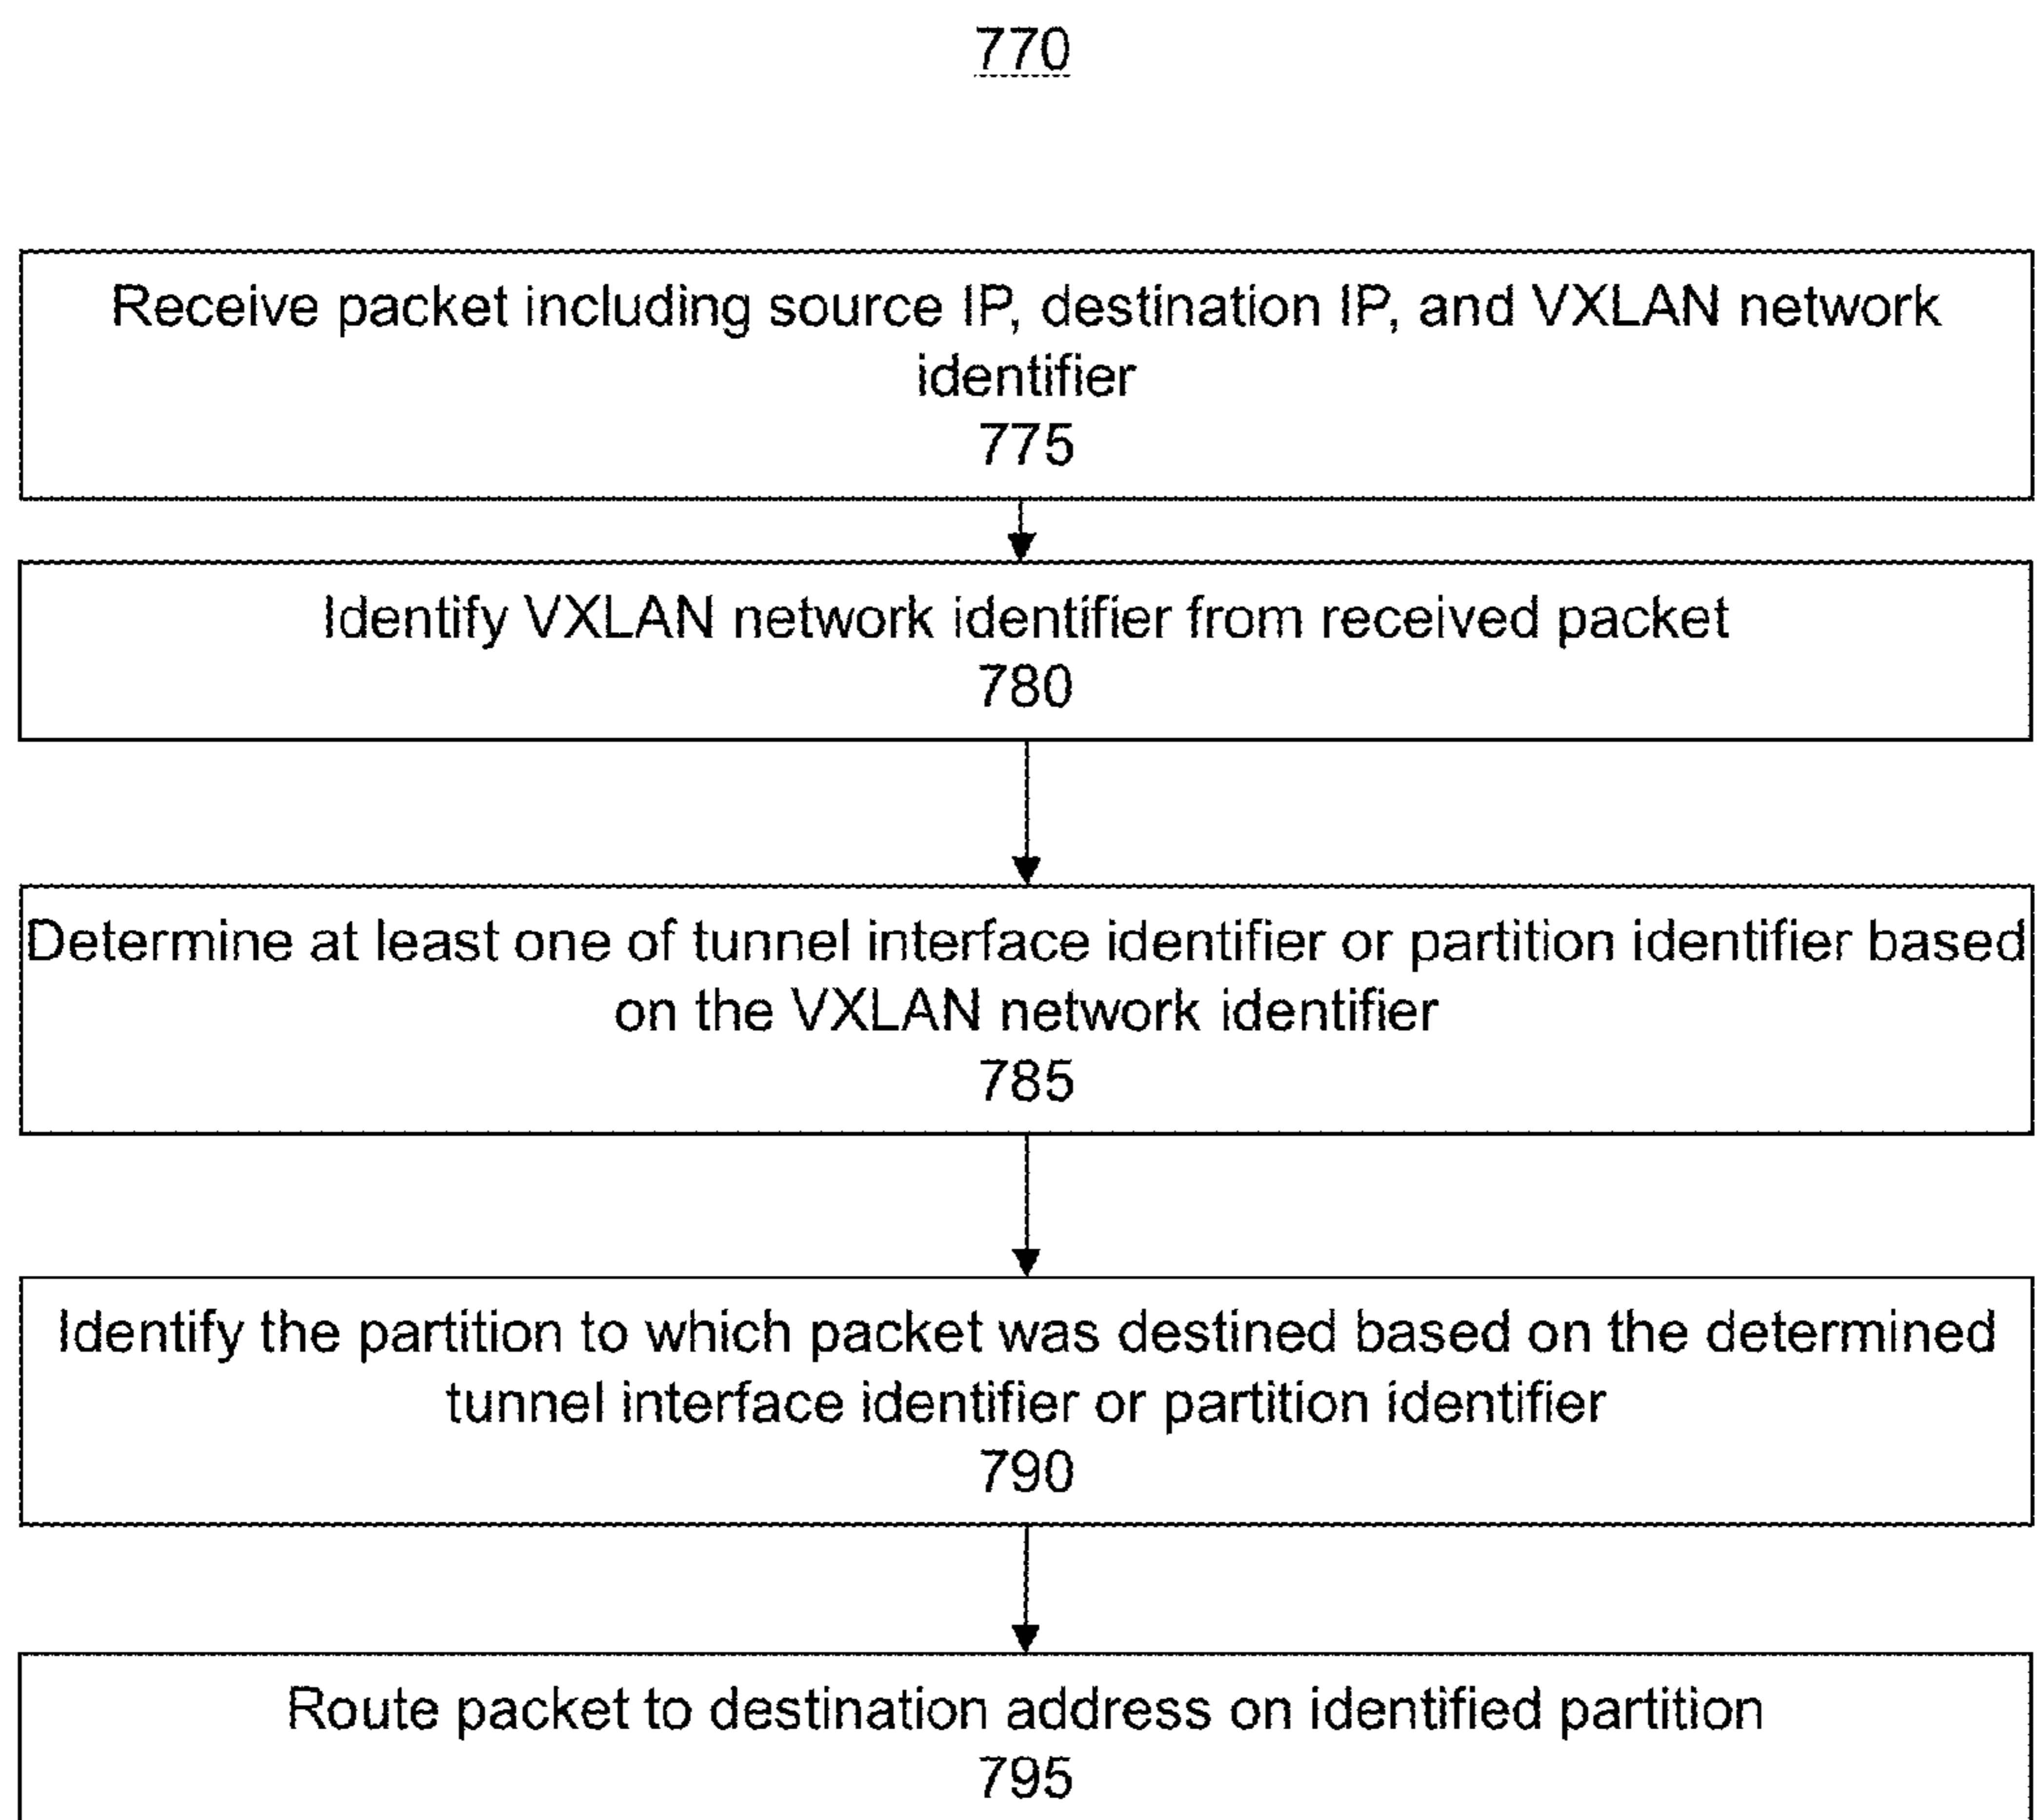 770
Receive packet including source IP, destination IP, and VXLAN network
identifier
775
Identify VXLAN network identifier from received packet
780
Determine at least one of tunnel interface identifier or partition identifier based
on the VXLAN network identifier
785
Identify the partition to which packet was destined based on the determined
tunnel interface identifier or partition identifier
790
Route packet to destination address on identified partition
795